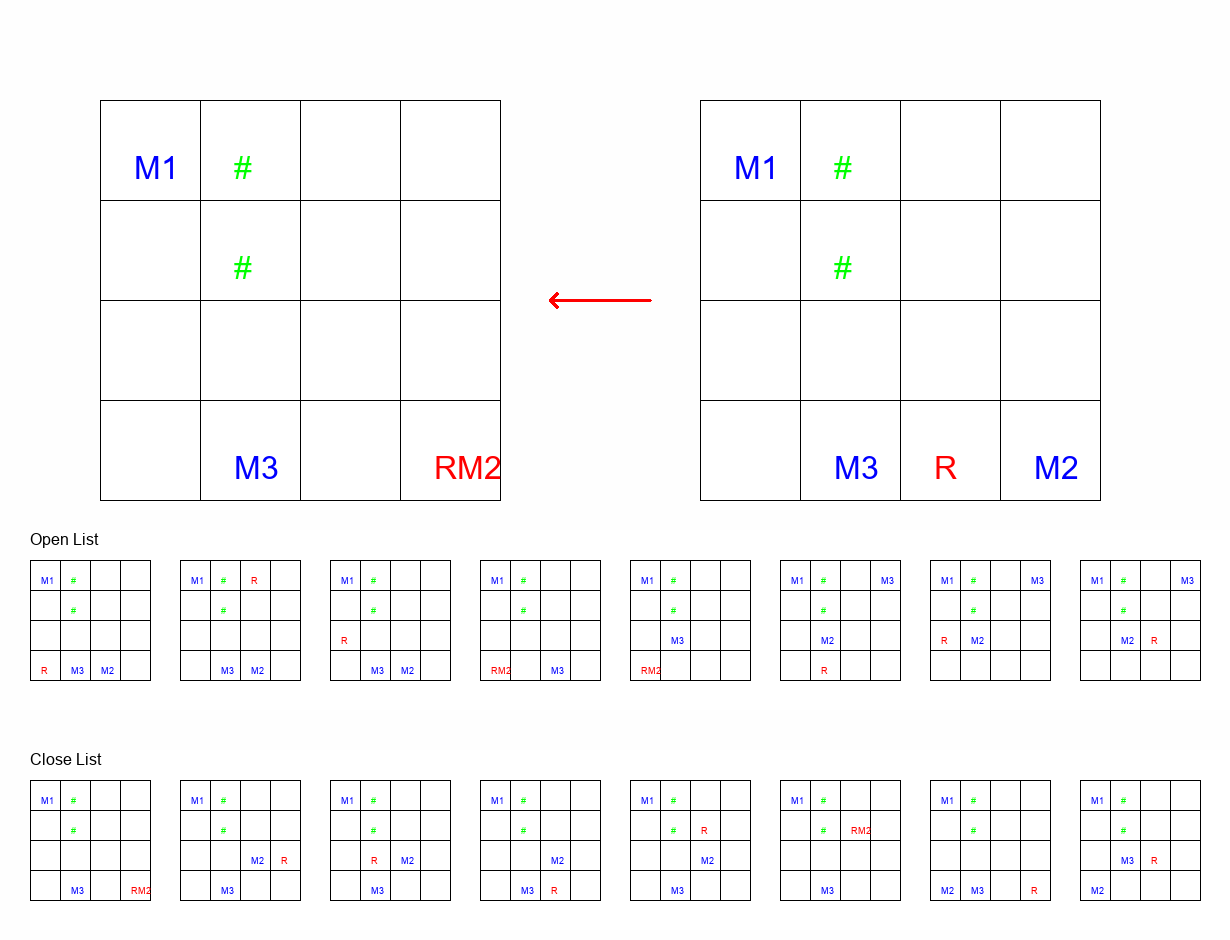 M1 # M1 #
# #
M3 RM2 M3 R M2
Open List
M1 # M1 # R M1 # M1 # M1 # M1 # M3 M1 # M3 M1 # M3
# # # # # # # #
R M3 M2 R M2 M2 R
R M3 M2 M3 M2 M3 M2 RM2 M3 RM2 R
Close List
M1 # M1 # M1 # M1 # M1 # M1 # M1 # M1 #
# # # # # R # RM2 # #
M2 R R M2 M2 M2 M3 R
M3 RM2 M3 M3 M3 R M3 M3 M2 M3 R M2